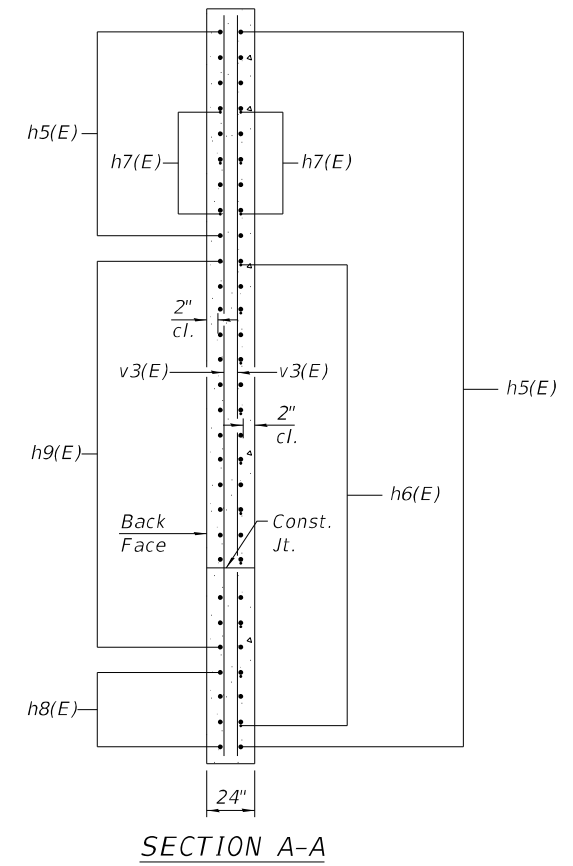 h5(E)
h7(E)
h7(E)
2"
cl.
v3(E)
v3(E)
h5(E)
2"
cl.
h9(E)
h6(E)
Back
Face
Const.
Jt.
h8(E)
24"
SECTION A-A